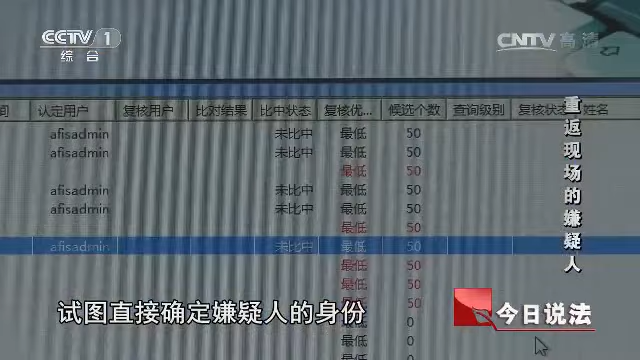 CCTV 1
综合
CNTV 高清
间 认定用户 复核用户 比对结果 比中状态 复核优... 候选个数 查询级别 复核状态 姓名
afisadmin 未比中 最低 50
afisadmin 未比中 最低 50
最低 50
afisadmin 未比中 最低 50
afisadmin 未比中 最低 50
最低 50
afisadmin 未比中 最低 50
最低 50
最低 50
最低 50
最低 0
最低 0
最低 0
重返现场的嫌疑人
试图直接确定嫌疑人的身份
今日说法